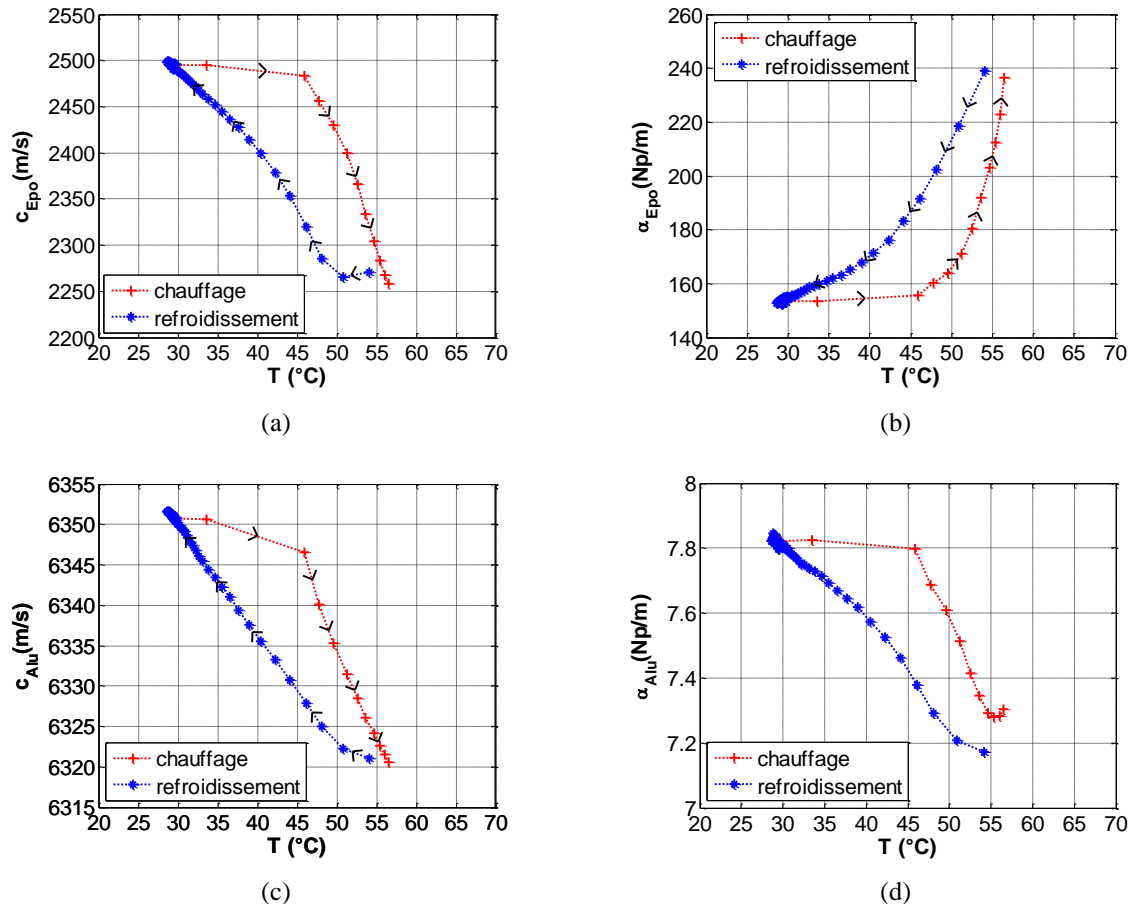 2500
2450
2400
2350
2300
2250
2200
20 25 30 35 40 45 50 55 60 65 70
c_Epo(m/s)
T (°C)
chauffage
refroidissement
(a)
260
240
220
200
180
160
140
20 25 30 35 40 45 50 55 60 65 70
α_Epo(Np/m)
T (°C)
chauffage
refroidissement
(b)
6355
6350
6345
6340
6335
6330
6325
6320
6315
20 25 30 35 40 45 50 55 60 65 70
c_Alu(m/s)
T (°C)
chauffage
refroidissement
(c)
8
7.8
7.6
7.4
7.2
7
20 25 30 35 40 45 50 55 60 65 70
α_Alu(Np/m)
T (°C)
chauffage
refroidissement
(d)